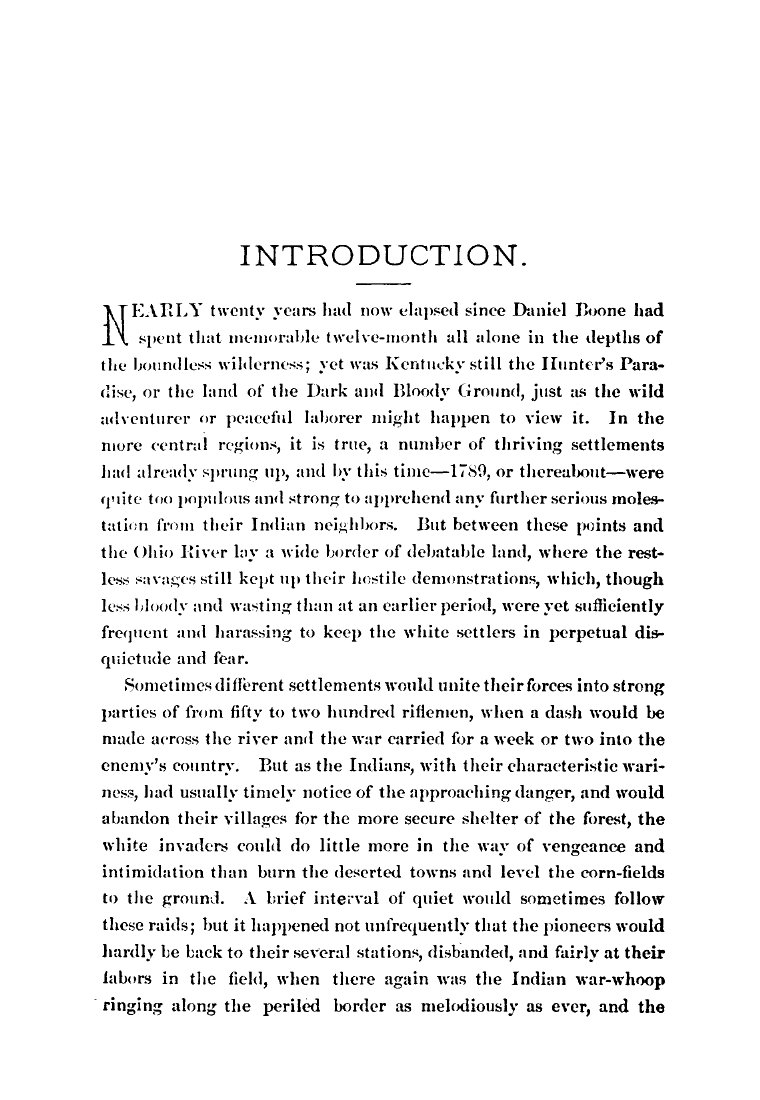 INTRODUCTION.
NEARLY twenty years had now elapsed since Daniel Boone had
spent that memorable twelve-month all alone in the depths of
the boundless wilderness; yet was Kentucky still the Hunter's Para-
dise, or the land of the Dark and Bloody Ground, just as the wild
adventurer or peaceful laborer might happen to view it. In the
more central regions, it is true, a number of thriving settlements
had already sprung up, and by this time—1789, or thereabout—were
quite too populous and strong to apprehend any further serious moles-
tation from their Indian neighbors. But between these points and
the Ohio River lay a wide border of debatable land, where the rest-
less savages still kept up their hostile demonstrations, which, though
less bloody and wasting than at an earlier period, were yet sufficiently
frequent and harassing to keep the white settlers in perpetual dis-
quietude and fear.
Sometimes different settlements would unite their forces into strong
parties of from fifty to two hundred riflemen, when a dash would be
made across the river and the war carried for a week or two into the
enemy's country. But as the Indians, with their characteristic wari-
ness, had usually timely notice of the approaching danger, and would
abandon their villages for the more secure shelter of the forest, the
white invaders could do little more in the way of vengeance and
intimidation than burn the deserted towns and level the corn-fields
to the ground. A brief interval of quiet would sometimes follow
these raids; but it happened not unfrequently that the pioneers would
hardly be back to their several stations, disbanded, and fairly at their
labors in the field, when there again was the Indian war-whoop
ringing along the periled border as melodiously as ever, and the